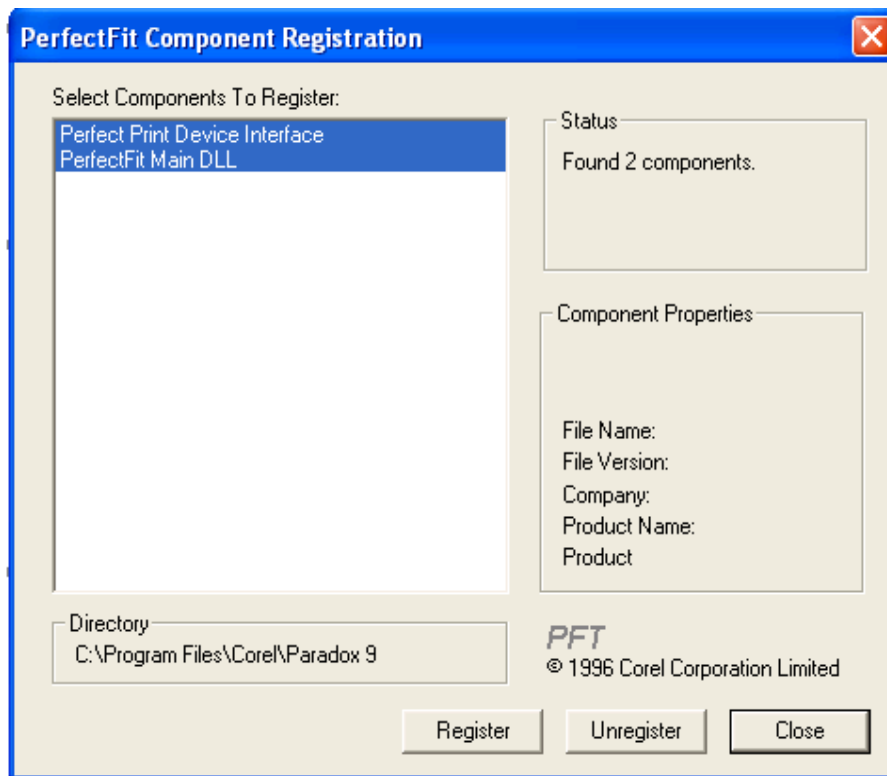 PerfectFit Component Registration
Select Components To Register:
Perfect Print Device Interface
PerfectFit Main DLL
Status
Found 2 components.
Component Properties
File Name:
File Version:
Company:
Product Name:
Product
Directory
C:\Program Files\Corel\Paradox 9
PFT
© 1996 Corel Corporation Limited
Register
Unregister
Close